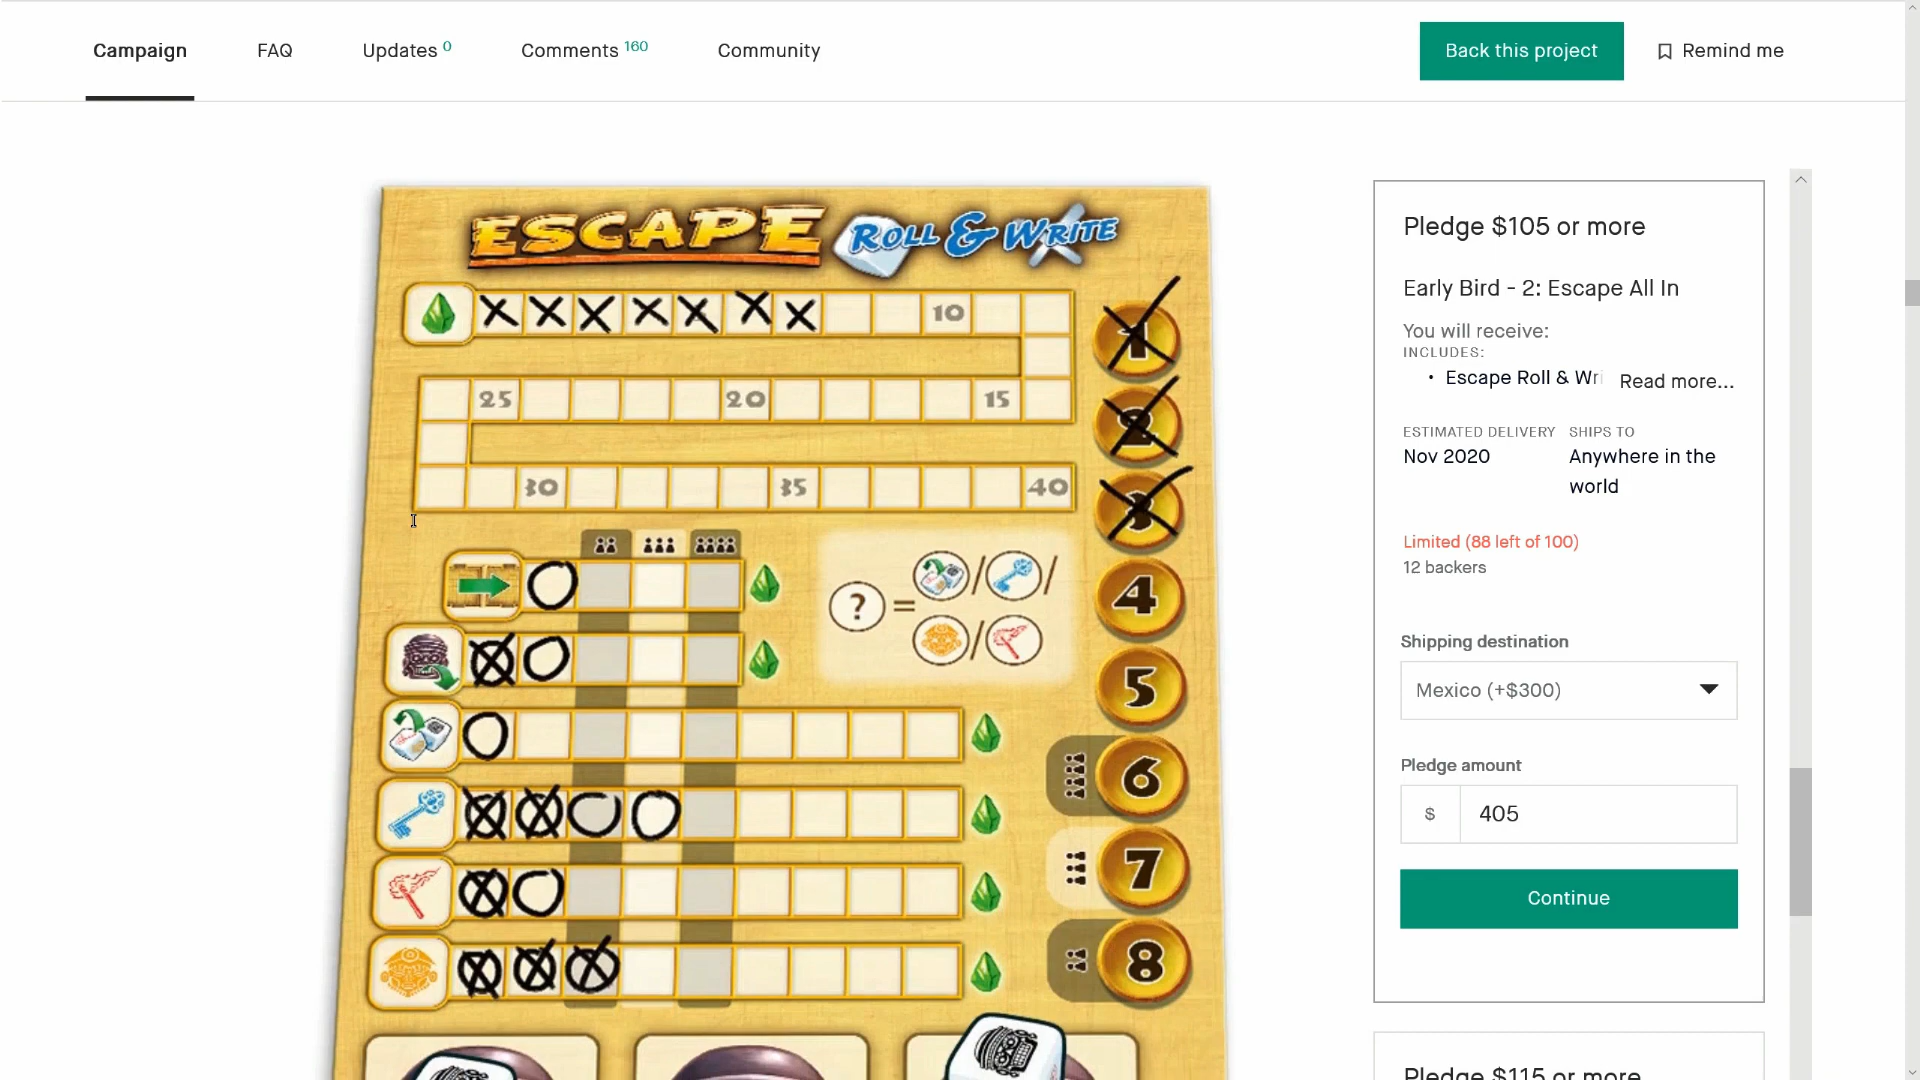 Campaign
FAQ
Updates 0
Comments 160
Community
Back this project
Remind me
ESCAPE ROLL & WRITE
10
25
20
15
30
35
40
?
=
/
/
/
1
2
3
4
5
6
7
8
Pledge $105 or more
Early Bird - 2: Escape All In
You will receive:
INCLUDES:
• Escape Roll & Wri Read more...
ESTIMATED DELIVERY
Nov 2020
SHIPS TO
Anywhere in the
world
Limited (88 left of 100)
12 backers
Shipping destination
Mexico (+$300)
Pledge amount
$ 405
Continue
Pledge $115 or more